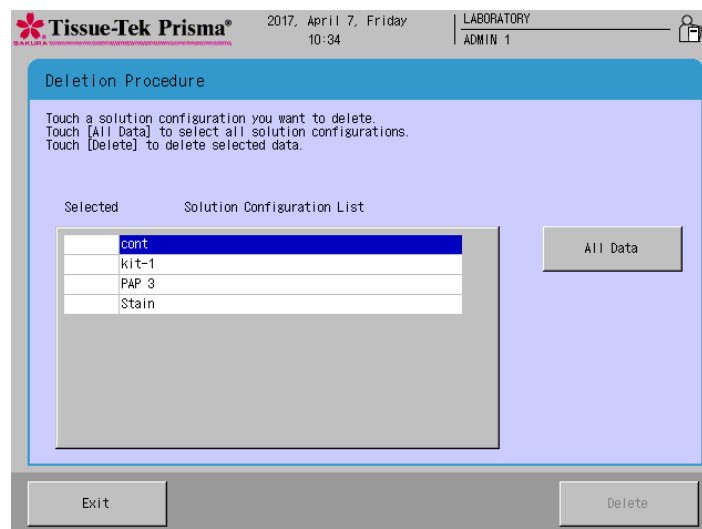 Tissue-Tek Prisma®
SAKURA
2017, April 7, Friday
10:34
LABORATORY
ADMIN 1
Deletion Procedure
Touch a solution configuration you want to delete.
Touch [All Data] to select all solution configurations.
Touch [Delete] to delete selected data.
Selected Solution Configuration List
cont
kit-1
PAP 3
Stain
All Data
Exit
Delete